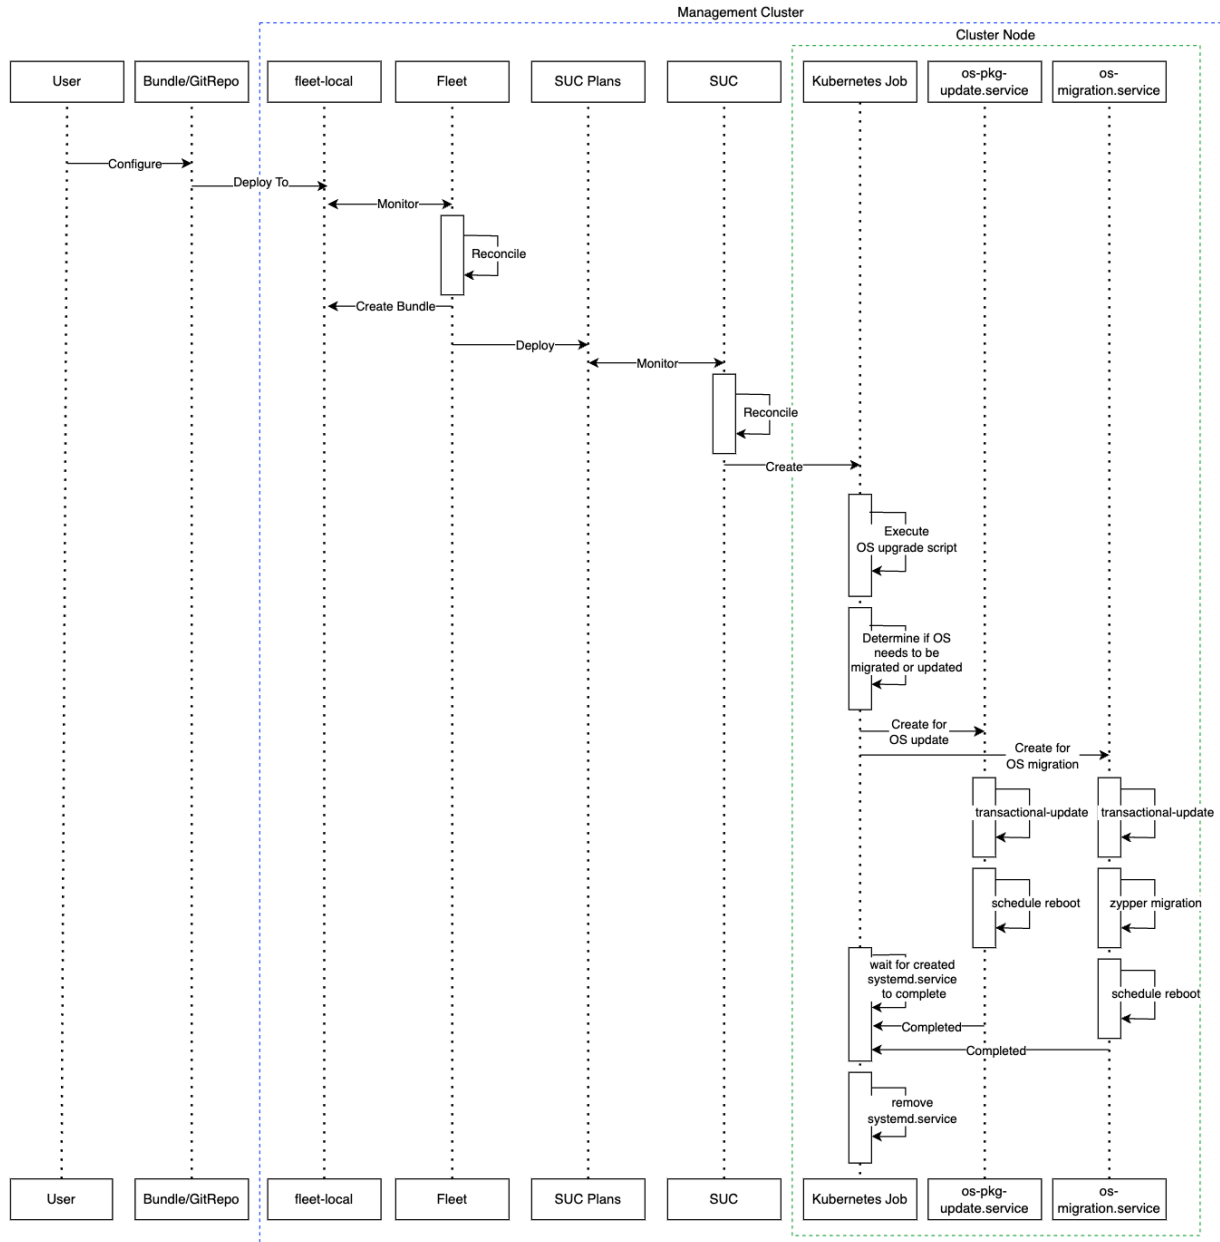 Management Cluster
Cluster Node
User
Bundle/GitRepo
fleet-local
Fleet
SUC Plans
SUC
Kubernetes Job
os-pkg-
update.service
os-
migration.service
Configure
Deploy To
Monitor
Reconcile
Create Bundle
Deploy
Monitor
Reconcile
Create
Execute
OS upgrade script
Determine if OS
needs to be
migrated or updated
Create for
OS update
Create for
OS migration
transactional-update
transactional-update
schedule reboot
zypper migration
wait for created
systemd.service
to complete
schedule reboot
Completed
Completed
remove
systemd.service
User
Bundle/GitRepo
fleet-local
Fleet
SUC Plans
SUC
Kubernetes Job
os-pkg-
update.service
os-
migration.service